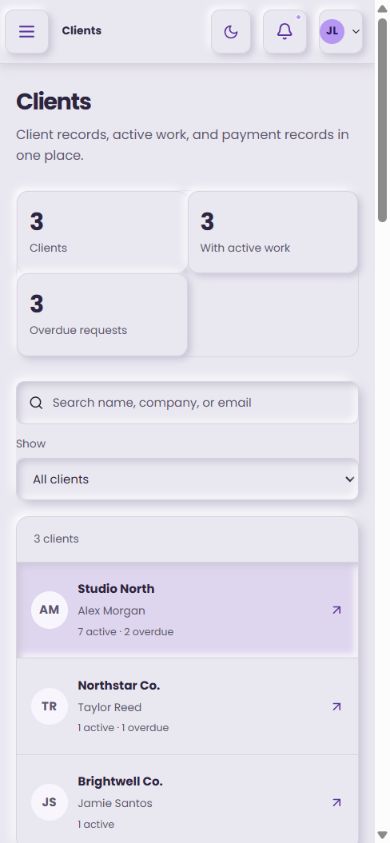 Clients
JL
Clients
Client records, active work, and payment records in
one place.
3
Clients
3
With active work
3
Overdue requests
Search name, company, or email
Show
All clients
3 clients
AM
Studio North
Alex Morgan
7 active · 2 overdue
TR
Northstar Co.
Taylor Reed
1 active · 1 overdue
JS
Brightwell Co.
Jamie Santos
1 active